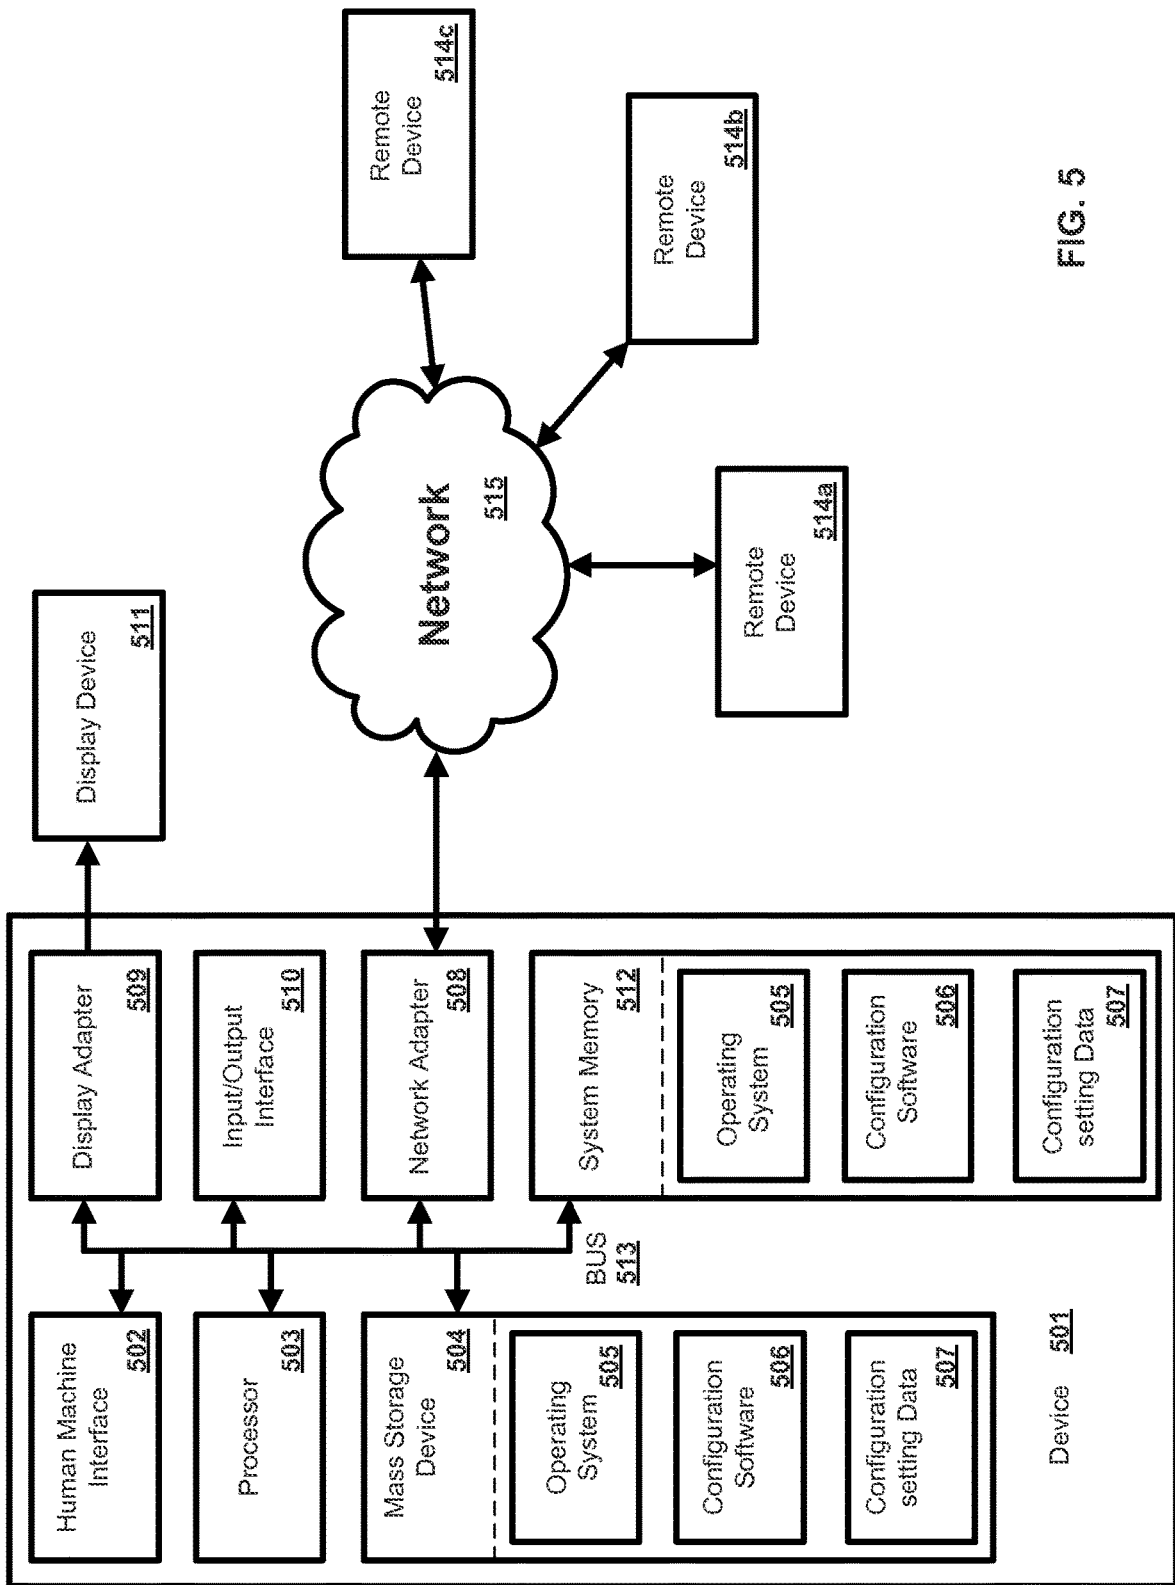 Human Machine
Interface
502
Processor
503
Mass Storage
Device
504
Operating
System
505
Configuration
Software
506
Configuration
setting Data
507
Device
501
BUS
513
Display Adapter
509
Input/Output
Interface
510
Network Adapter
508
System Memory
512
Operating
System
505
Configuration
Software
506
Configuration
setting Data
507
Display Device
511
Network
515
Remote
Device
514a
Remote
Device
514b
Remote
Device
514c
FIG. 5